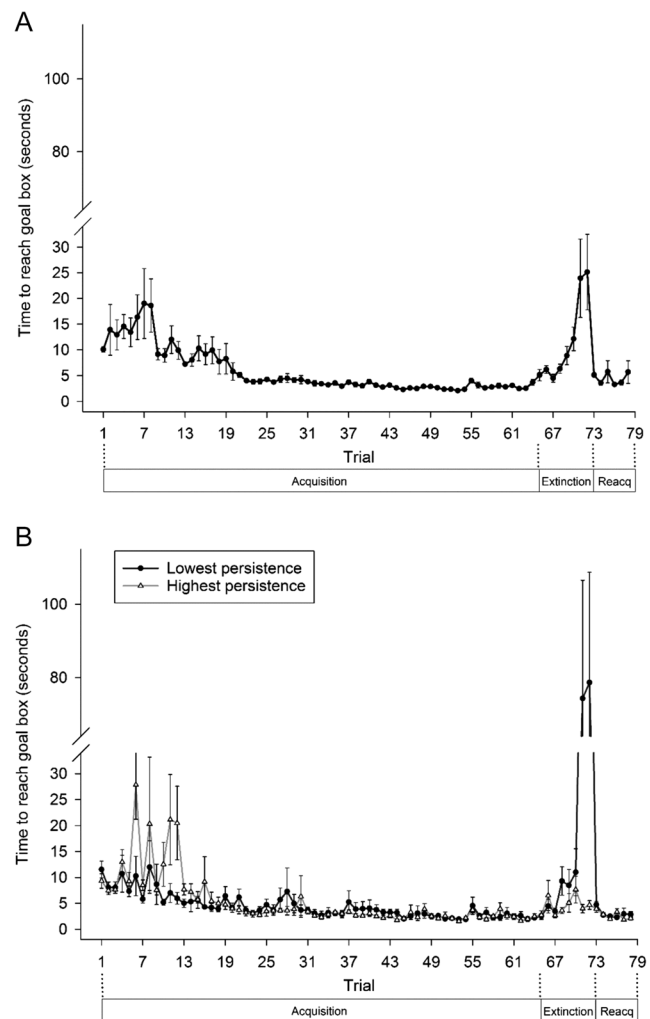 A
Time to reach goal box (seconds)
100
80
30
25
20
15
10
5
0
1 7 13 19 25 31 37 43 49 55 61 67 73 79
Trial
Acquisition Extinction Reacq
B
Lowest persistence
Highest persistence
Time to reach goal box (seconds)
100
80
30
25
20
15
10
5
0
1 7 13 19 25 31 37 43 49 55 61 67 73 79
Trial
Acquisition Extinction Reacq